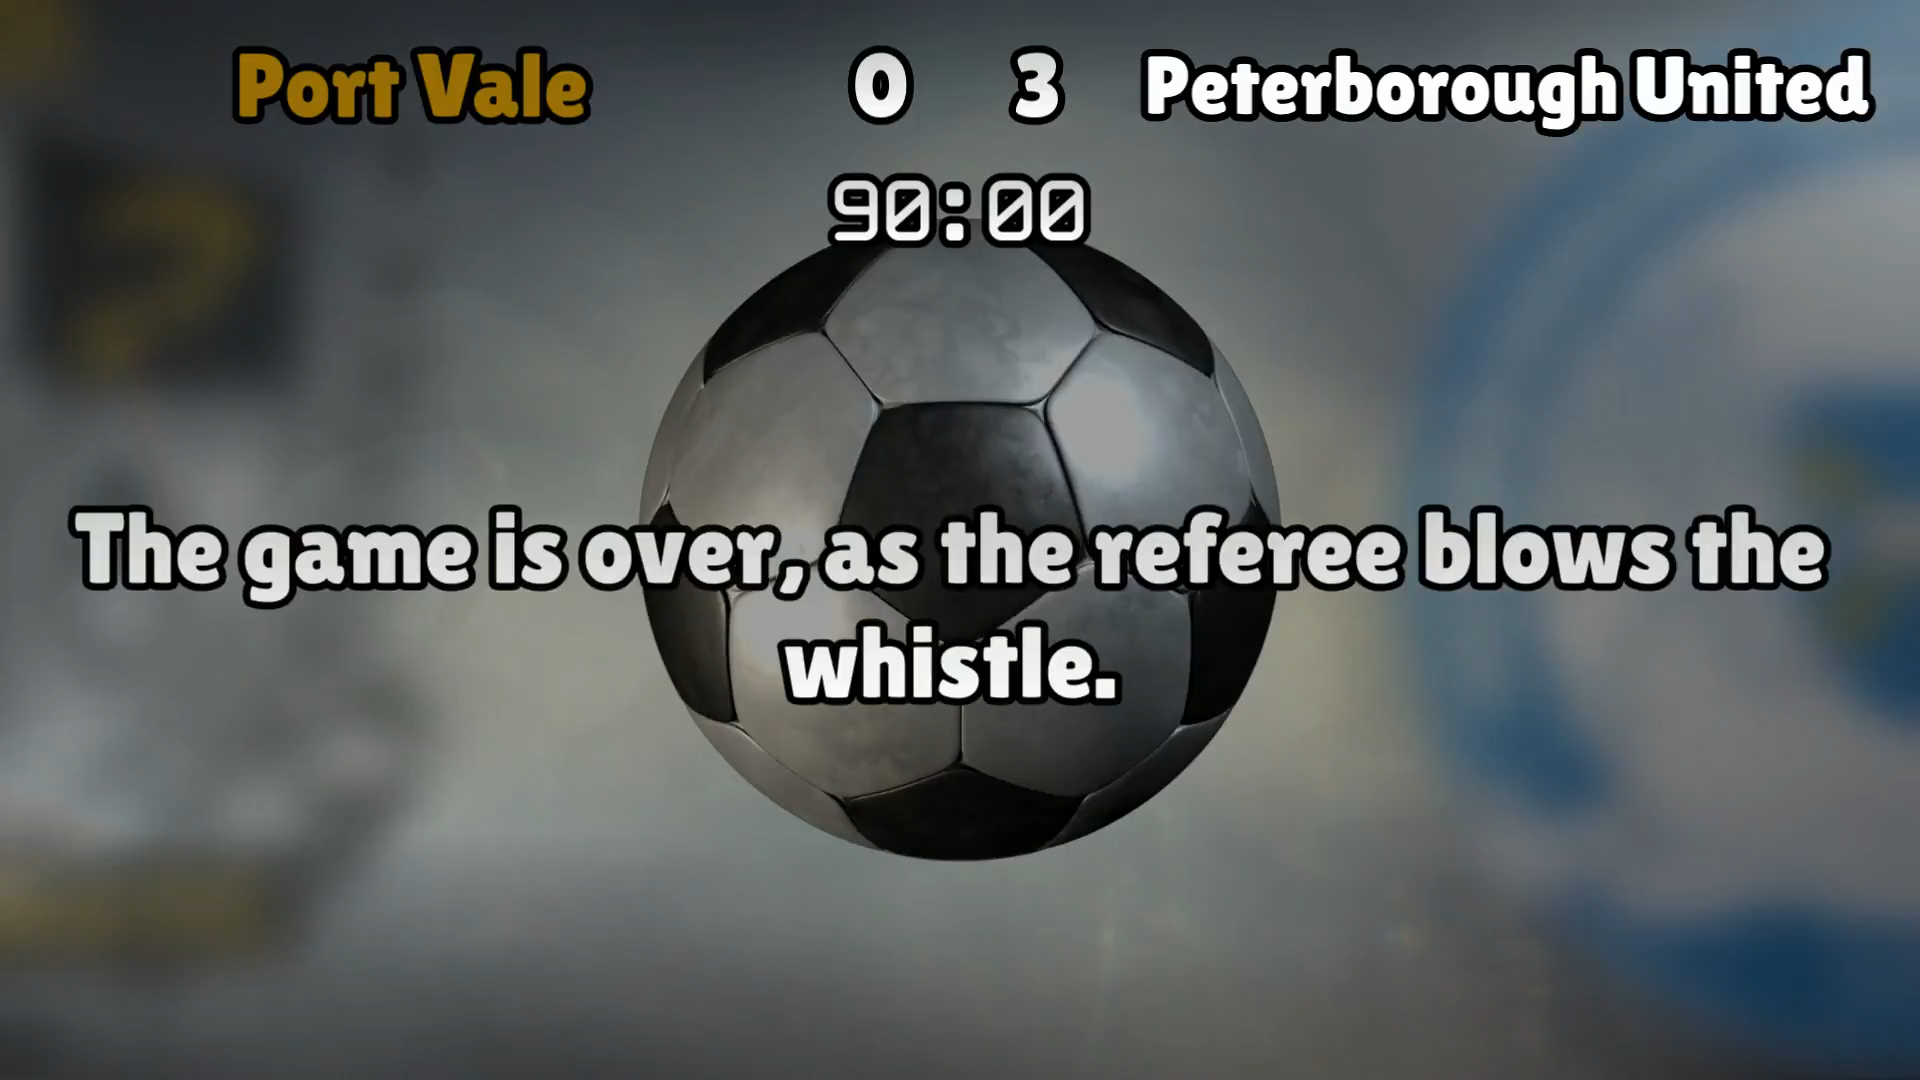 Port Vale 0 3 Peterborough United
90:00
The game is over, as the referee blows the
whistle.